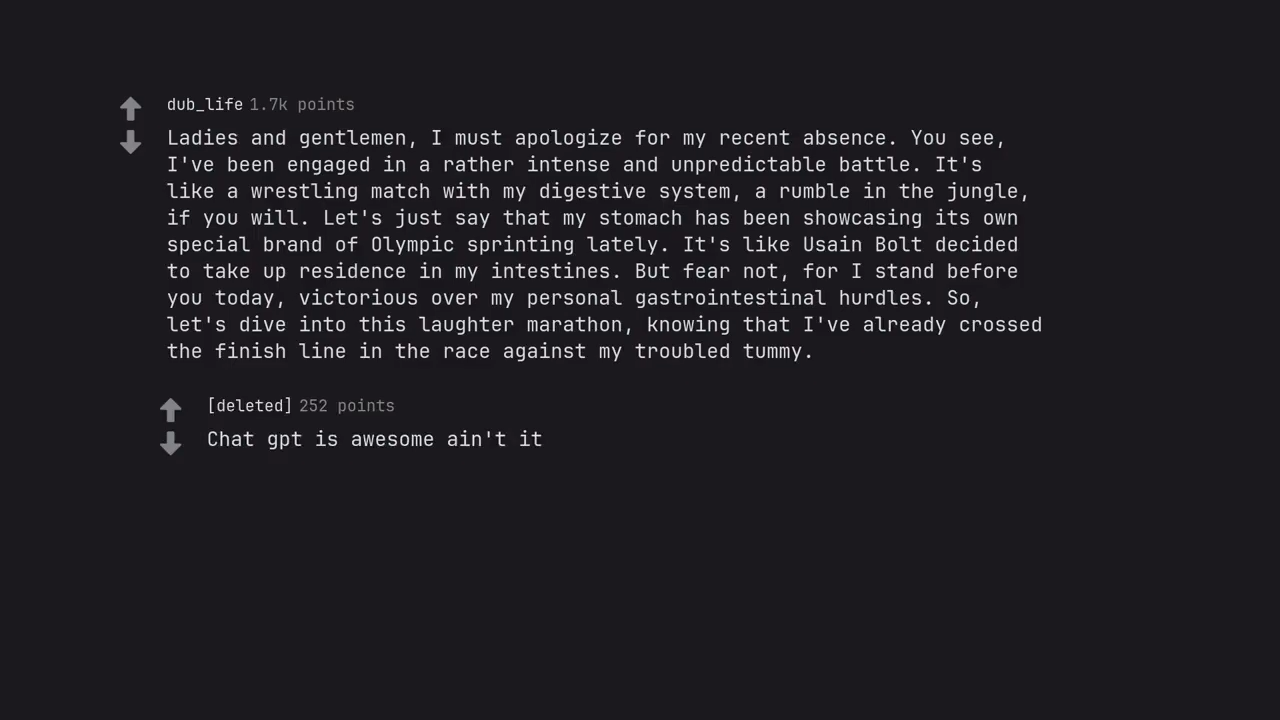 dub_life 1.7k points
Ladies and gentlemen, I must apologize for my recent absence. You see,
I've been engaged in a rather intense and unpredictable battle. It's
like a wrestling match with my digestive system, a rumble in the jungle,
if you will. Let's just say that my stomach has been showcasing its own
special brand of Olympic sprinting lately. It's like Usain Bolt decided
to take up residence in my intestines. But fear not, for I stand before
you today, victorious over my personal gastrointestinal hurdles. So,
let's dive into this laughter marathon, knowing that I've already crossed
the finish line in the race against my troubled tummy.
[deleted] 252 points
Chat gpt is awesome ain't it